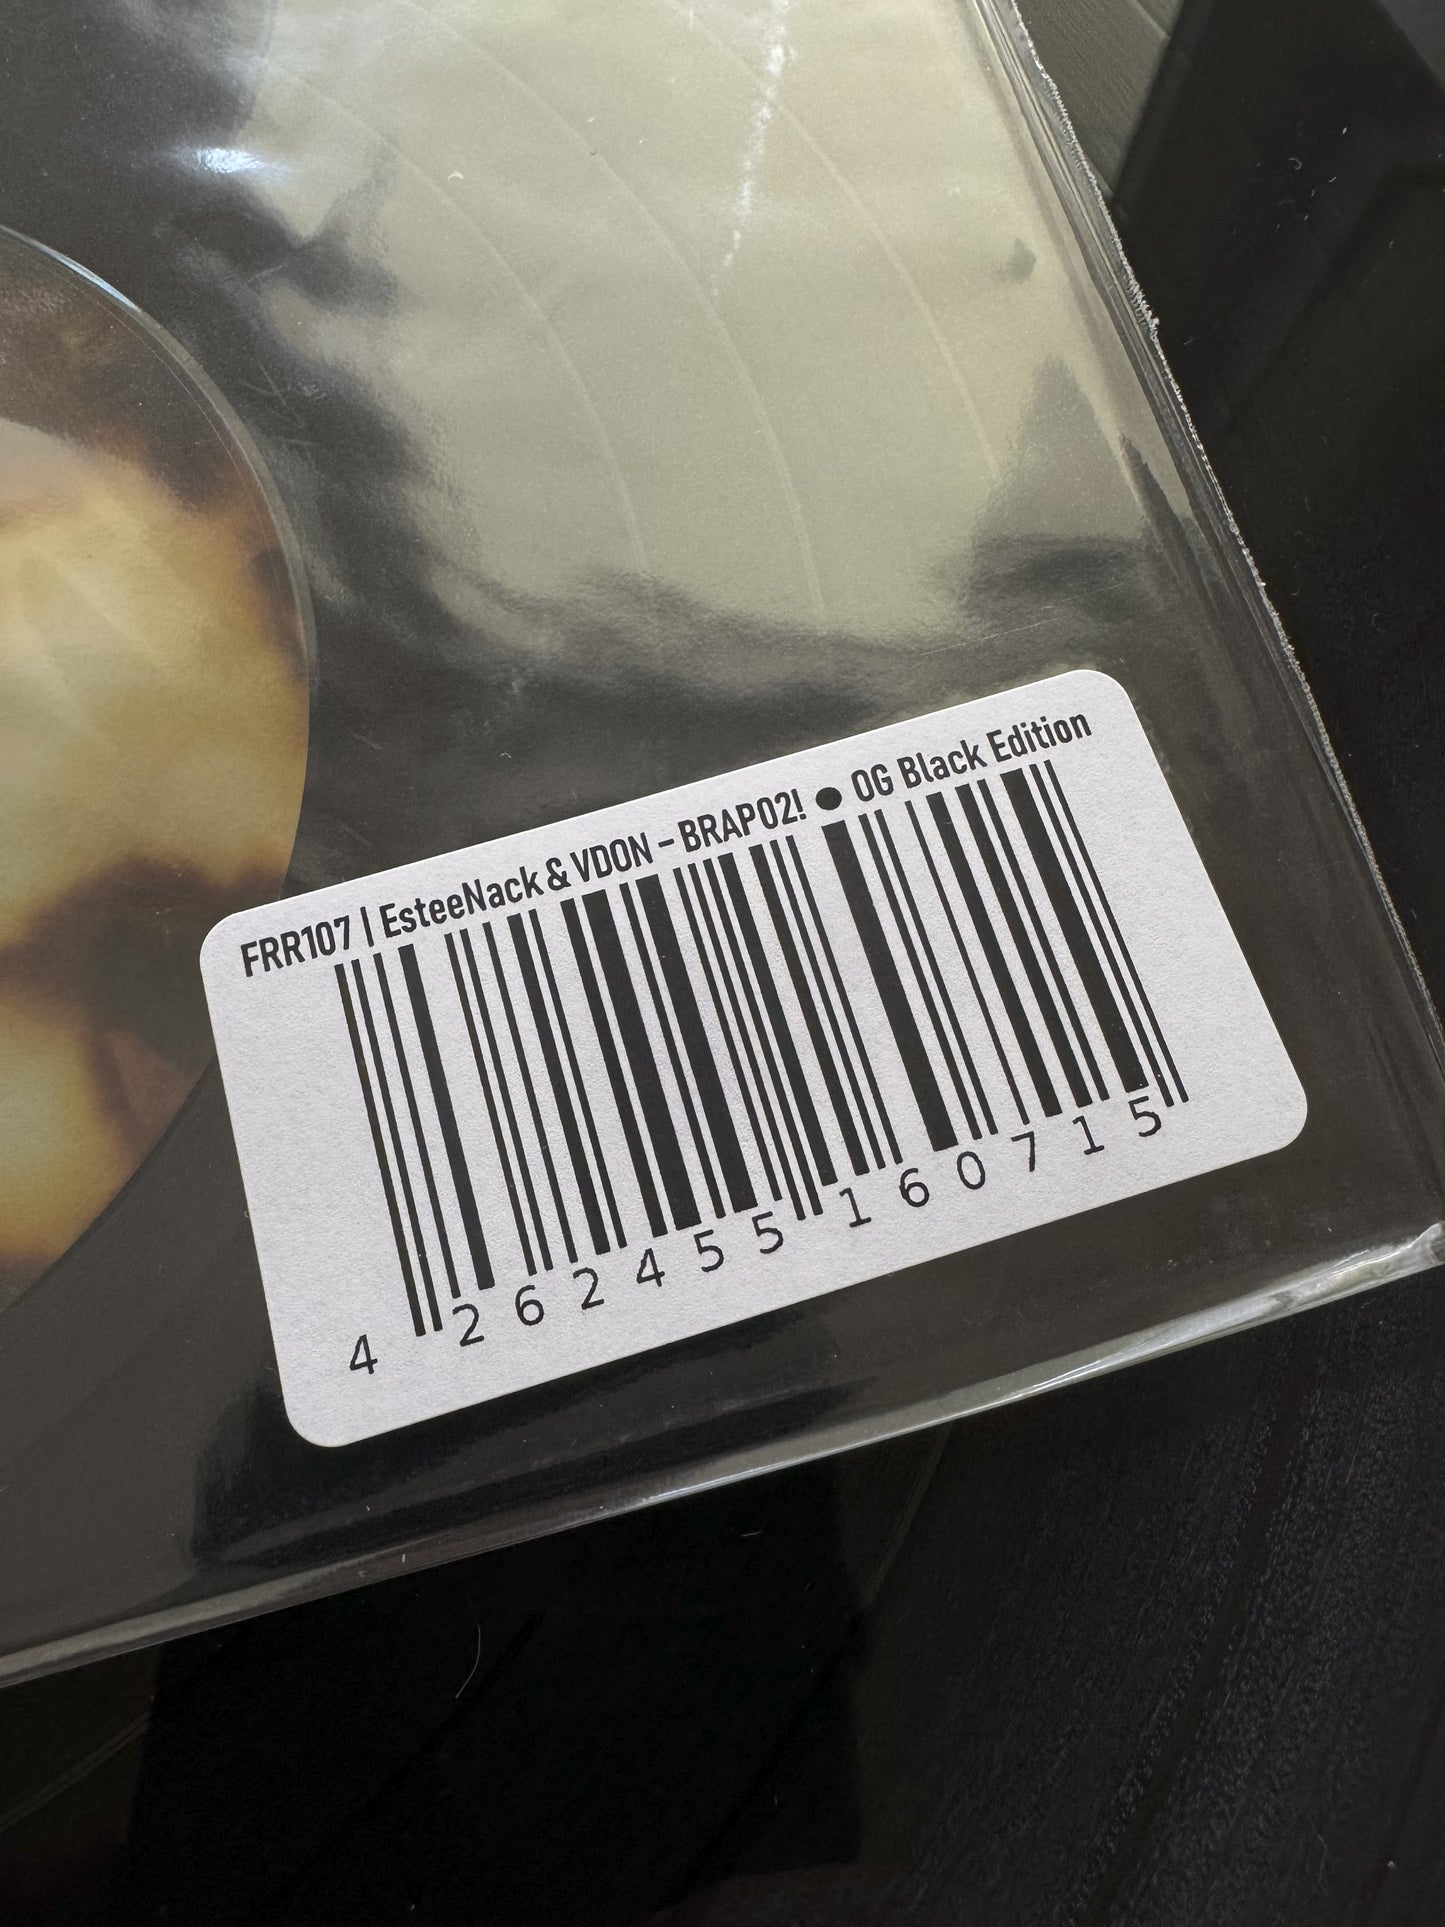 FRR107 | EsteeNack & VDON - BRAP02! ● OG Black Edition
4 262455 160715